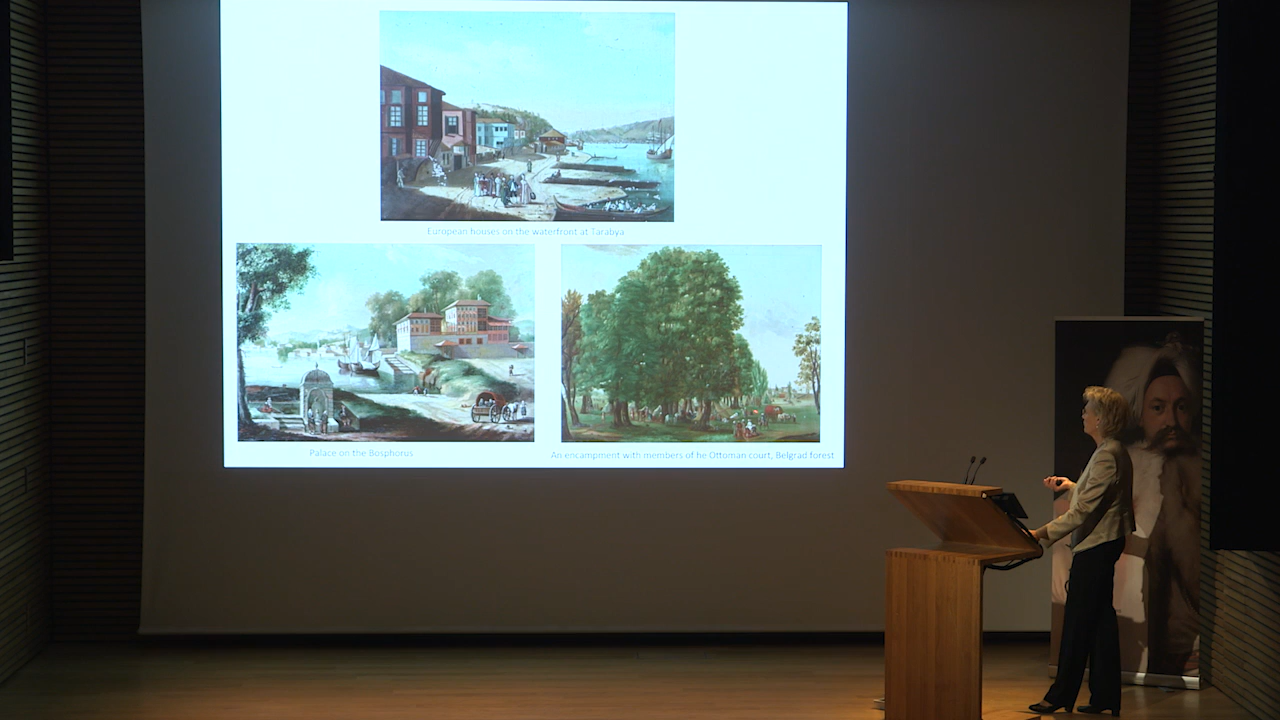 European houses on the waterfront at Tarabya
Palace on the Bosphorus
An encampment with members of he Ottoman court, Belgrad forest